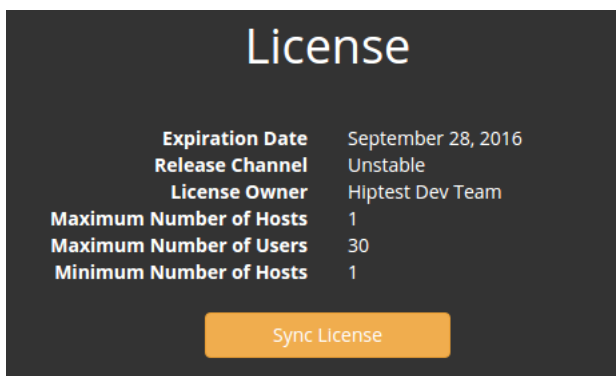 License
Expiration Date September 28, 2016
Release Channel Unstable
License Owner Hiptest Dev Team
Maximum Number of Hosts 1
Maximum Number of Users 30
Minimum Number of Hosts 1
Sync License